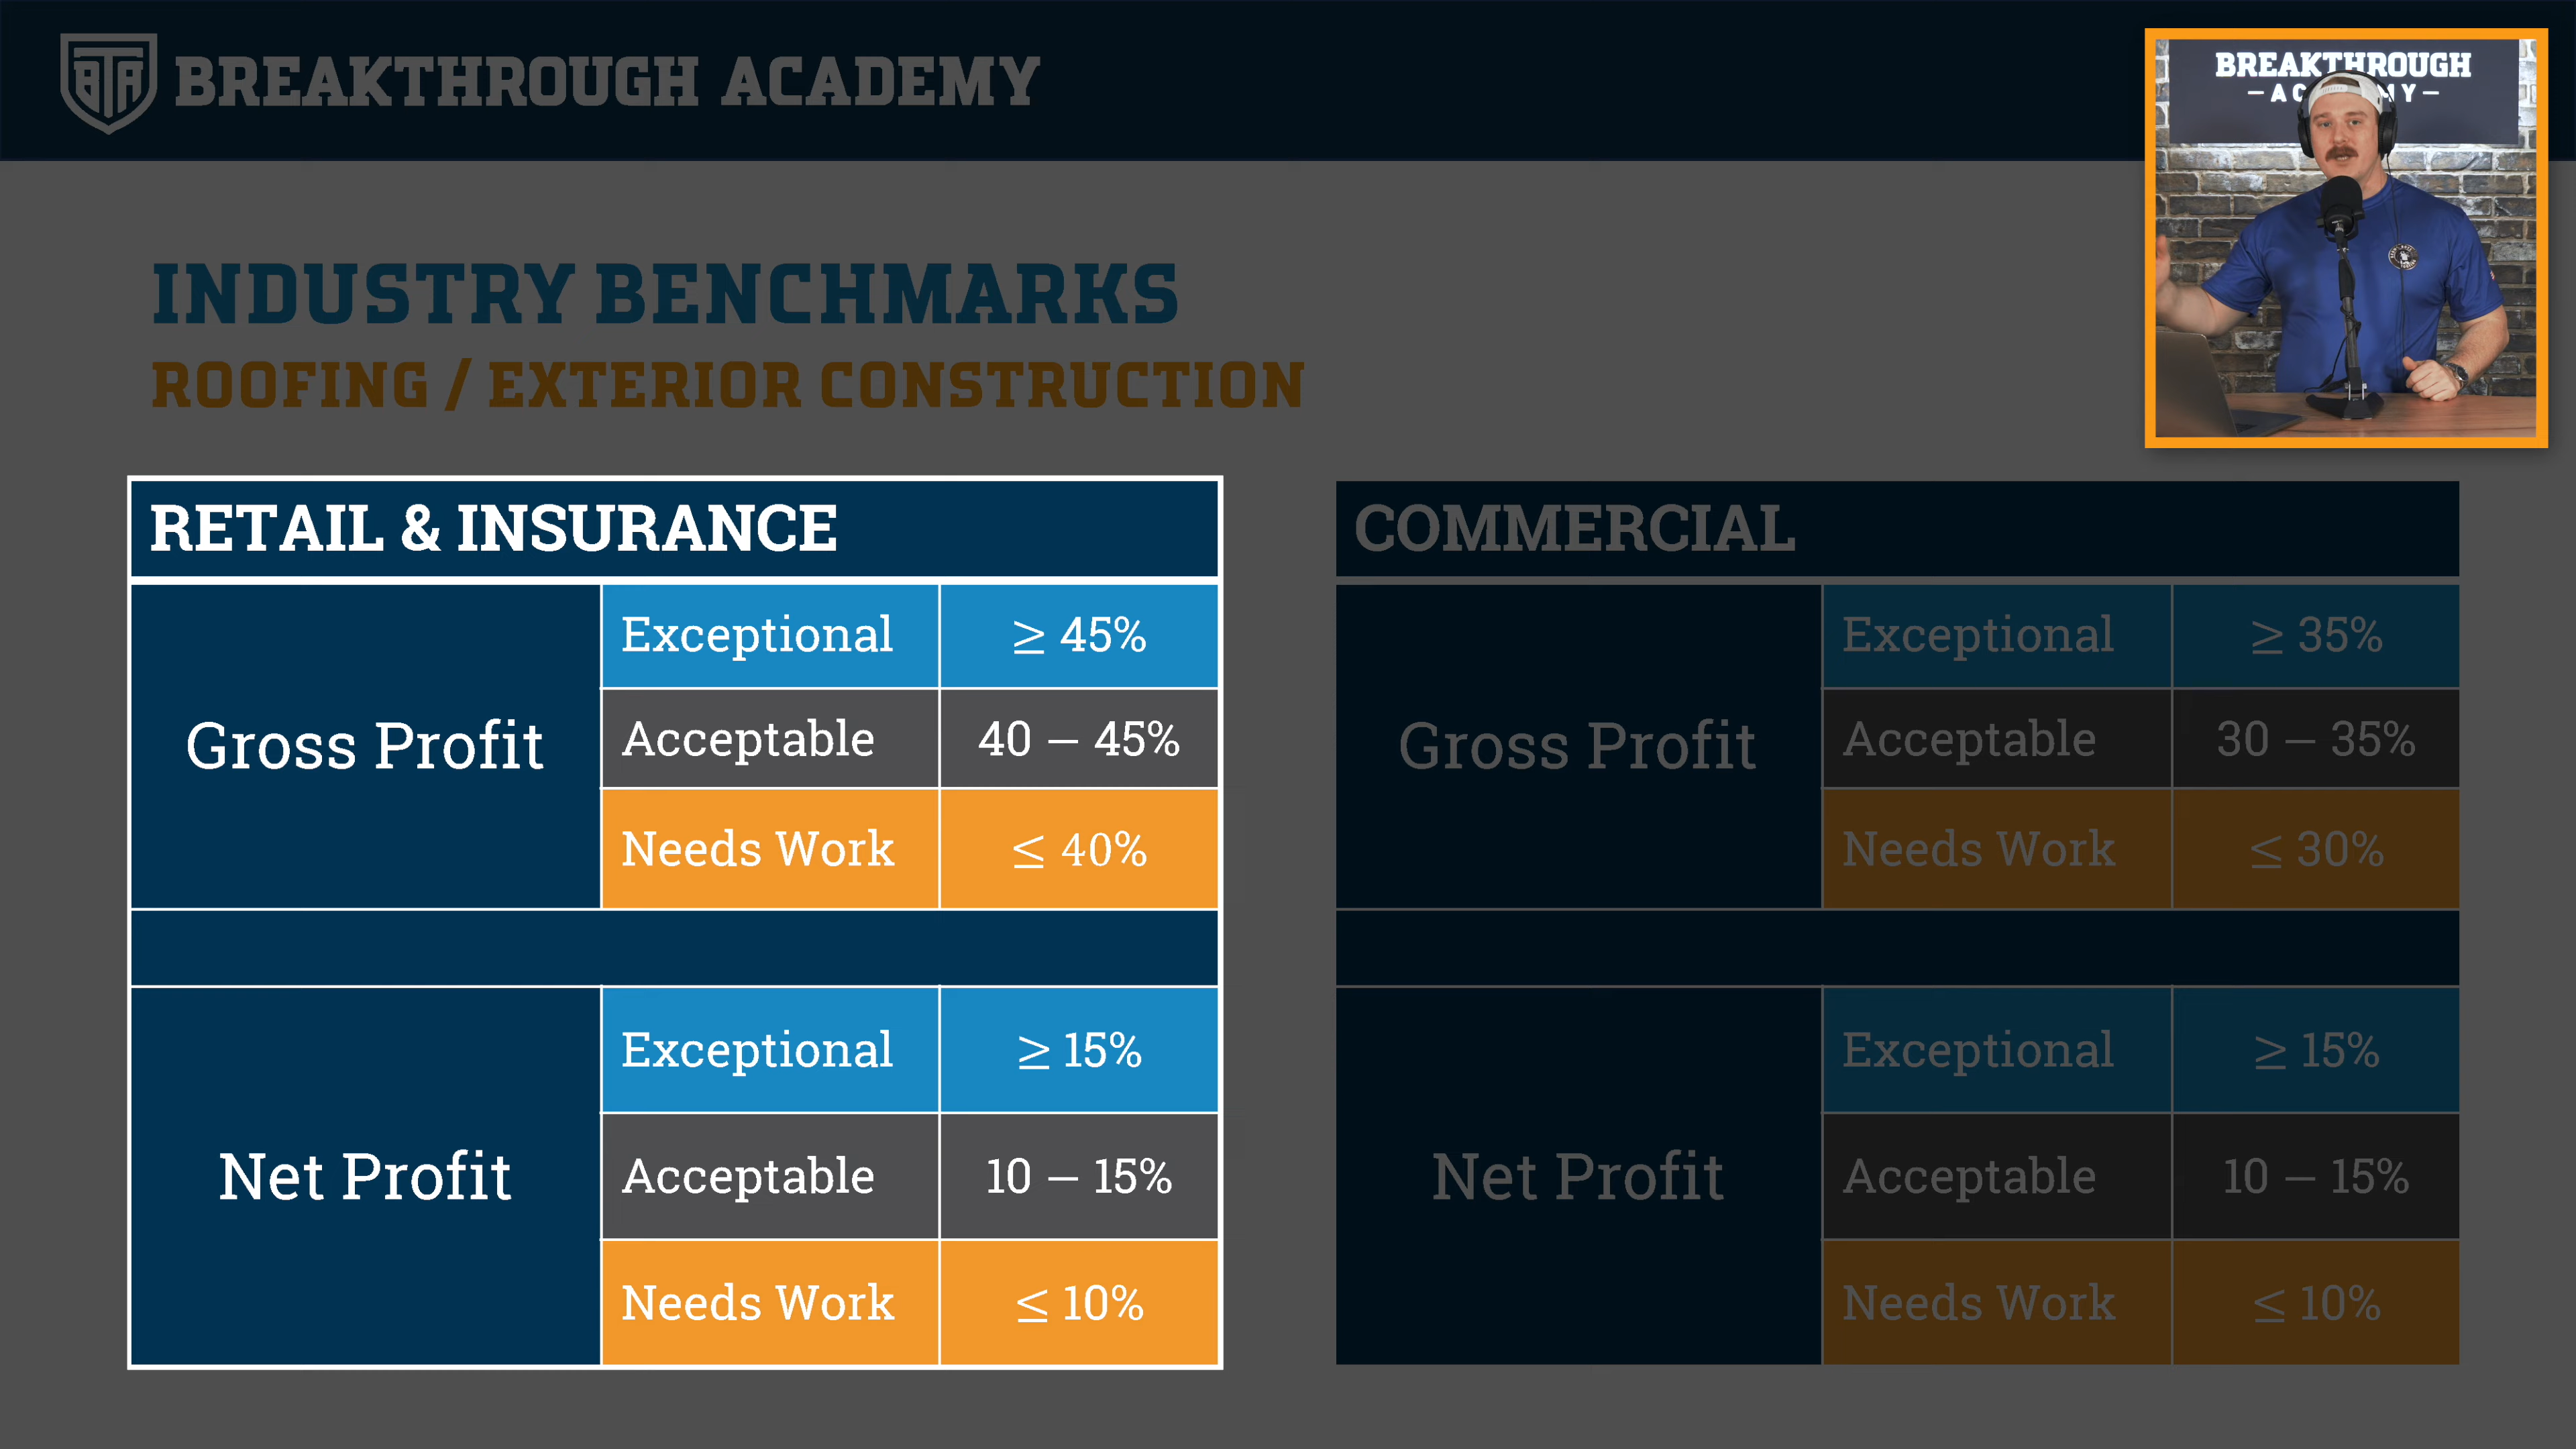 BTA BREAKTHROUGH ACADEMY
BREAKTHROUGH
INDUSTRY BENCHMARKS
ROOFING / EXTERIOR CONSTRUCTION
RETAIL & INSURANCE
Gross Profit
Exceptional ≥ 45%
Acceptable 40 – 45%
Needs Work ≤ 40%
Net Profit
Exceptional ≥ 15%
Acceptable 10 – 15%
Needs Work ≤ 10%
COMMERCIAL
Gross Profit
Exceptional ≥ 35%
Acceptable 30 – 35%
Needs Work ≤ 30%
Net Profit
Exceptional ≥ 15%
Acceptable 10 – 15%
Needs Work ≤ 10%